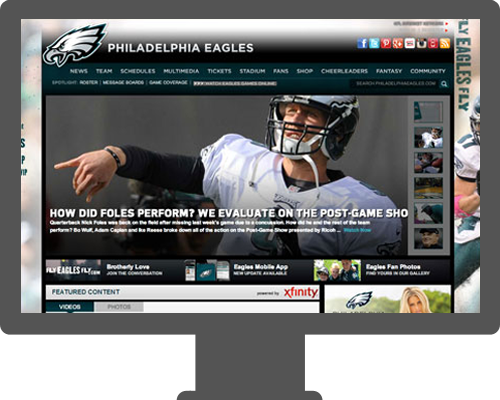 PHILADELPHIA EAGLES
NEWS TEAM SCHEDULES MULTIMEDIA TICKETS STADIUM FANS SHOP CHEERLEADERS FANTASY COMMUNITY
SPOTLIGHT: ROSTER | MESSAGE BOARDS | GAME COVERAGE | WATCH EAGLES GAMES ONLINE
SEARCH PHILADELPHIAEAGLES.COM
FLY EAGLES FLY
HOW DID FOLES PERFORM? WE EVALUATE ON THE POST-GAME SHO
Quarterback Nick Foles was back on the field after missing last week's game due to a concussion. How did he and the rest of the team
perform? Bo Wulf, Adam Caplan and Ike Reese broke down all of the action on the Post-Game Show presented by Ricoh ... Watch Now
FLY EAGLES FLY.com
Brotherly Love
JOIN THE CONVERSATION
Eagles Mobile App
NEW UPDATE AVAILABLE
Eagles Fan Photos
FIND YOURS IN OUR GALLERY
FEATURED CONTENT
powered by xfinity
VIDEOS PHOTOS